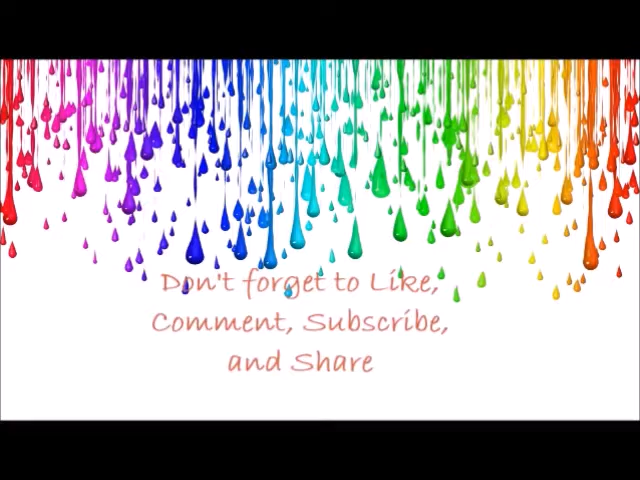 Don't forget to Like,
Comment, Subscribe,
and Share